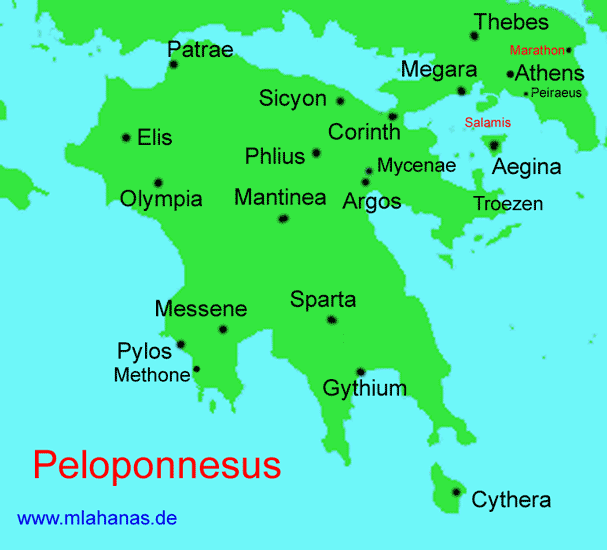 Thebes
Marathon
Patrae
Athens
Megara
Peiraeus
Sicyon
Salamis
Corinth
Elis
Phlius
Mycenae
Aegina
Olympia
Mantinea
Argos
Troezen
Sparta
Messene
Pylos
Methone
Gythium
Peloponnesus
Cythera
www.mlahanas.de